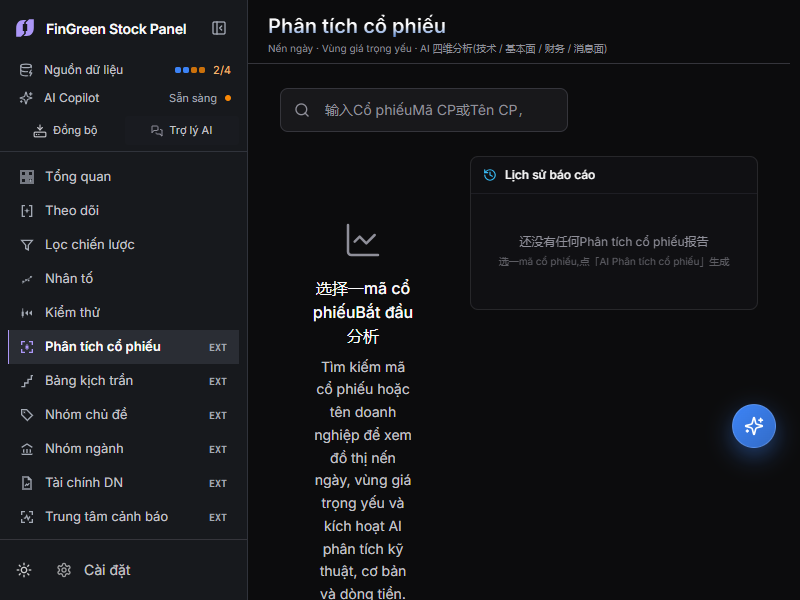 FinGreen Stock Panel
Nguồn dữ liệu 2/4
AI Copilot Sẵn sàng
Đồng bộ Trợ lý AI
Tổng quan
Theo dõi
Lọc chiến lược
Nhân tố
Kiểm thử
Phân tích cổ phiếu EXT
Bảng kịch trần EXT
Nhóm chủ đề EXT
Nhóm ngành EXT
Tài chính DN EXT
Trung tâm cảnh báo EXT
Cài đặt
Phân tích cổ phiếu
Nến ngày · Vùng giá trọng yếu · AI 四维分析(技术 / 基本面 / 财务 / 消息面)
输入Cổ phiếuMã CP或Tên CP,
选择一mã cổ
phiếuBắt đầu
分析
Tìm kiếm mã
cổ phiếu hoặc
tên doanh
nghiệp để xem
đồ thị nến
ngày, vùng giá
trọng yếu và
kích hoạt AI
phân tích kỹ
thuật, cơ bản
và dòng tiền.
Lịch sử báo cáo
还没有任何Phân tích cổ phiếu报告
选一mã cổ phiếu,点「AI Phân tích cổ phiếu」生成